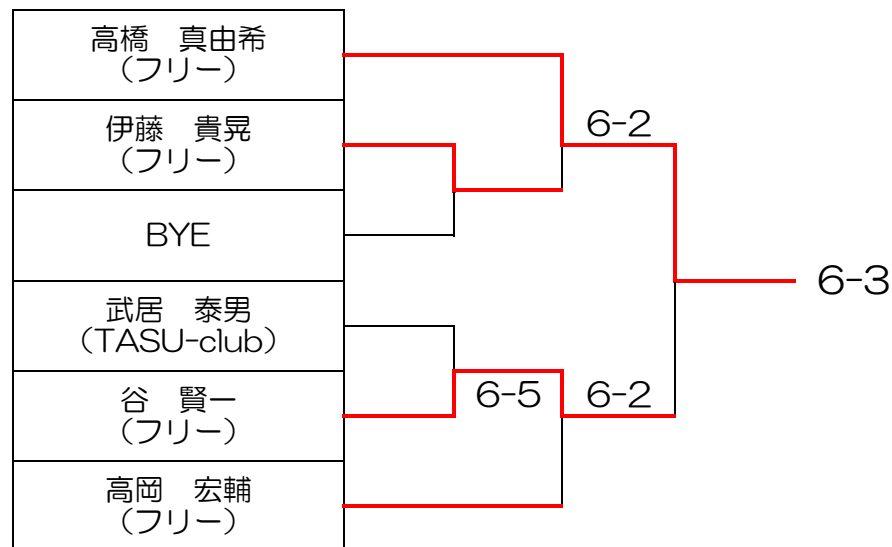 高橋　真由希
（フリー）
6-2
伊藤　貴晃
（フリー）
BYE
6-3
武居　泰男
（TASU-club）
谷　賢一
（フリー）
6-5
6-2
高岡　宏輔
（フリー）